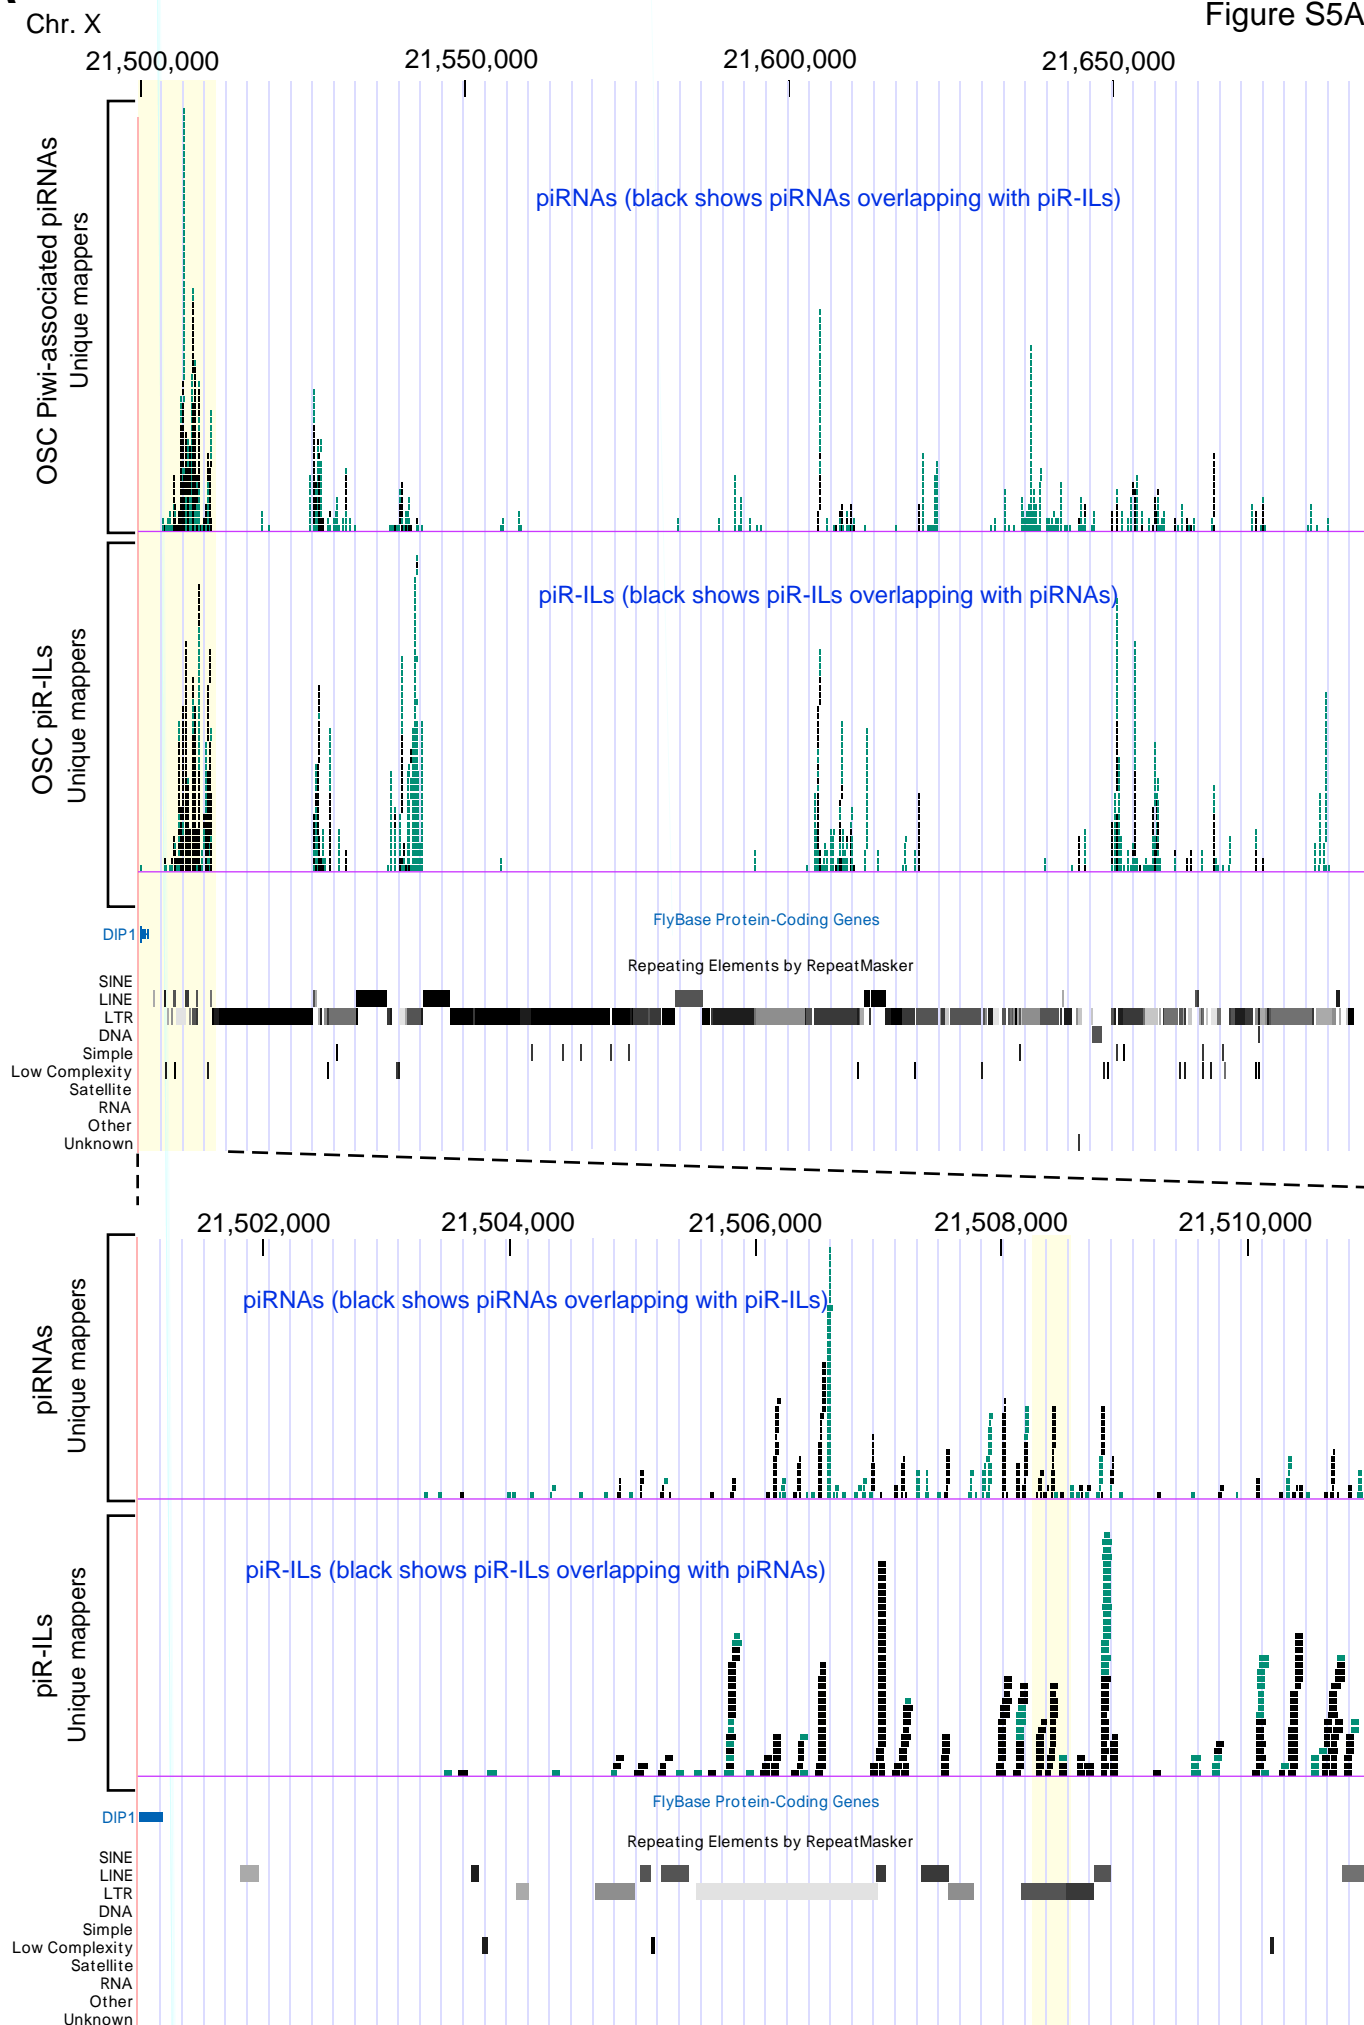 Figure S5A
Chr. X
21,500,000
21,550,000
21,600,000
21,650,000
OSC Piwi-associated piRNAs
Unique mappers
piRNAs (black shows piRNAs overlapping with piR-ILs)
OSC piR-ILs
Unique mappers
piR-ILs (black shows piR-ILs overlapping with piRNAs)
FlyBase Protein-Coding Genes
DIP1
Repeating Elements by RepeatMasker
SINE
LINE
LTR
DNA
Simple
Low Complexity
Satellite
RNA
Other
Unknown
21,502,000
21,504,000
21,506,000
21,508,000
21,510,000
piRNAs
Unique mappers
piRNAs (black shows piRNAs overlapping with piR-ILs)
piR-ILs
Unique mappers
piR-ILs (black shows piR-ILs overlapping with piRNAs)
FlyBase Protein-Coding Genes
DIP1
Repeating Elements by RepeatMasker
SINE
LINE
LTR
DNA
Simple
Low Complexity
Satellite
RNA
Other
Unknown